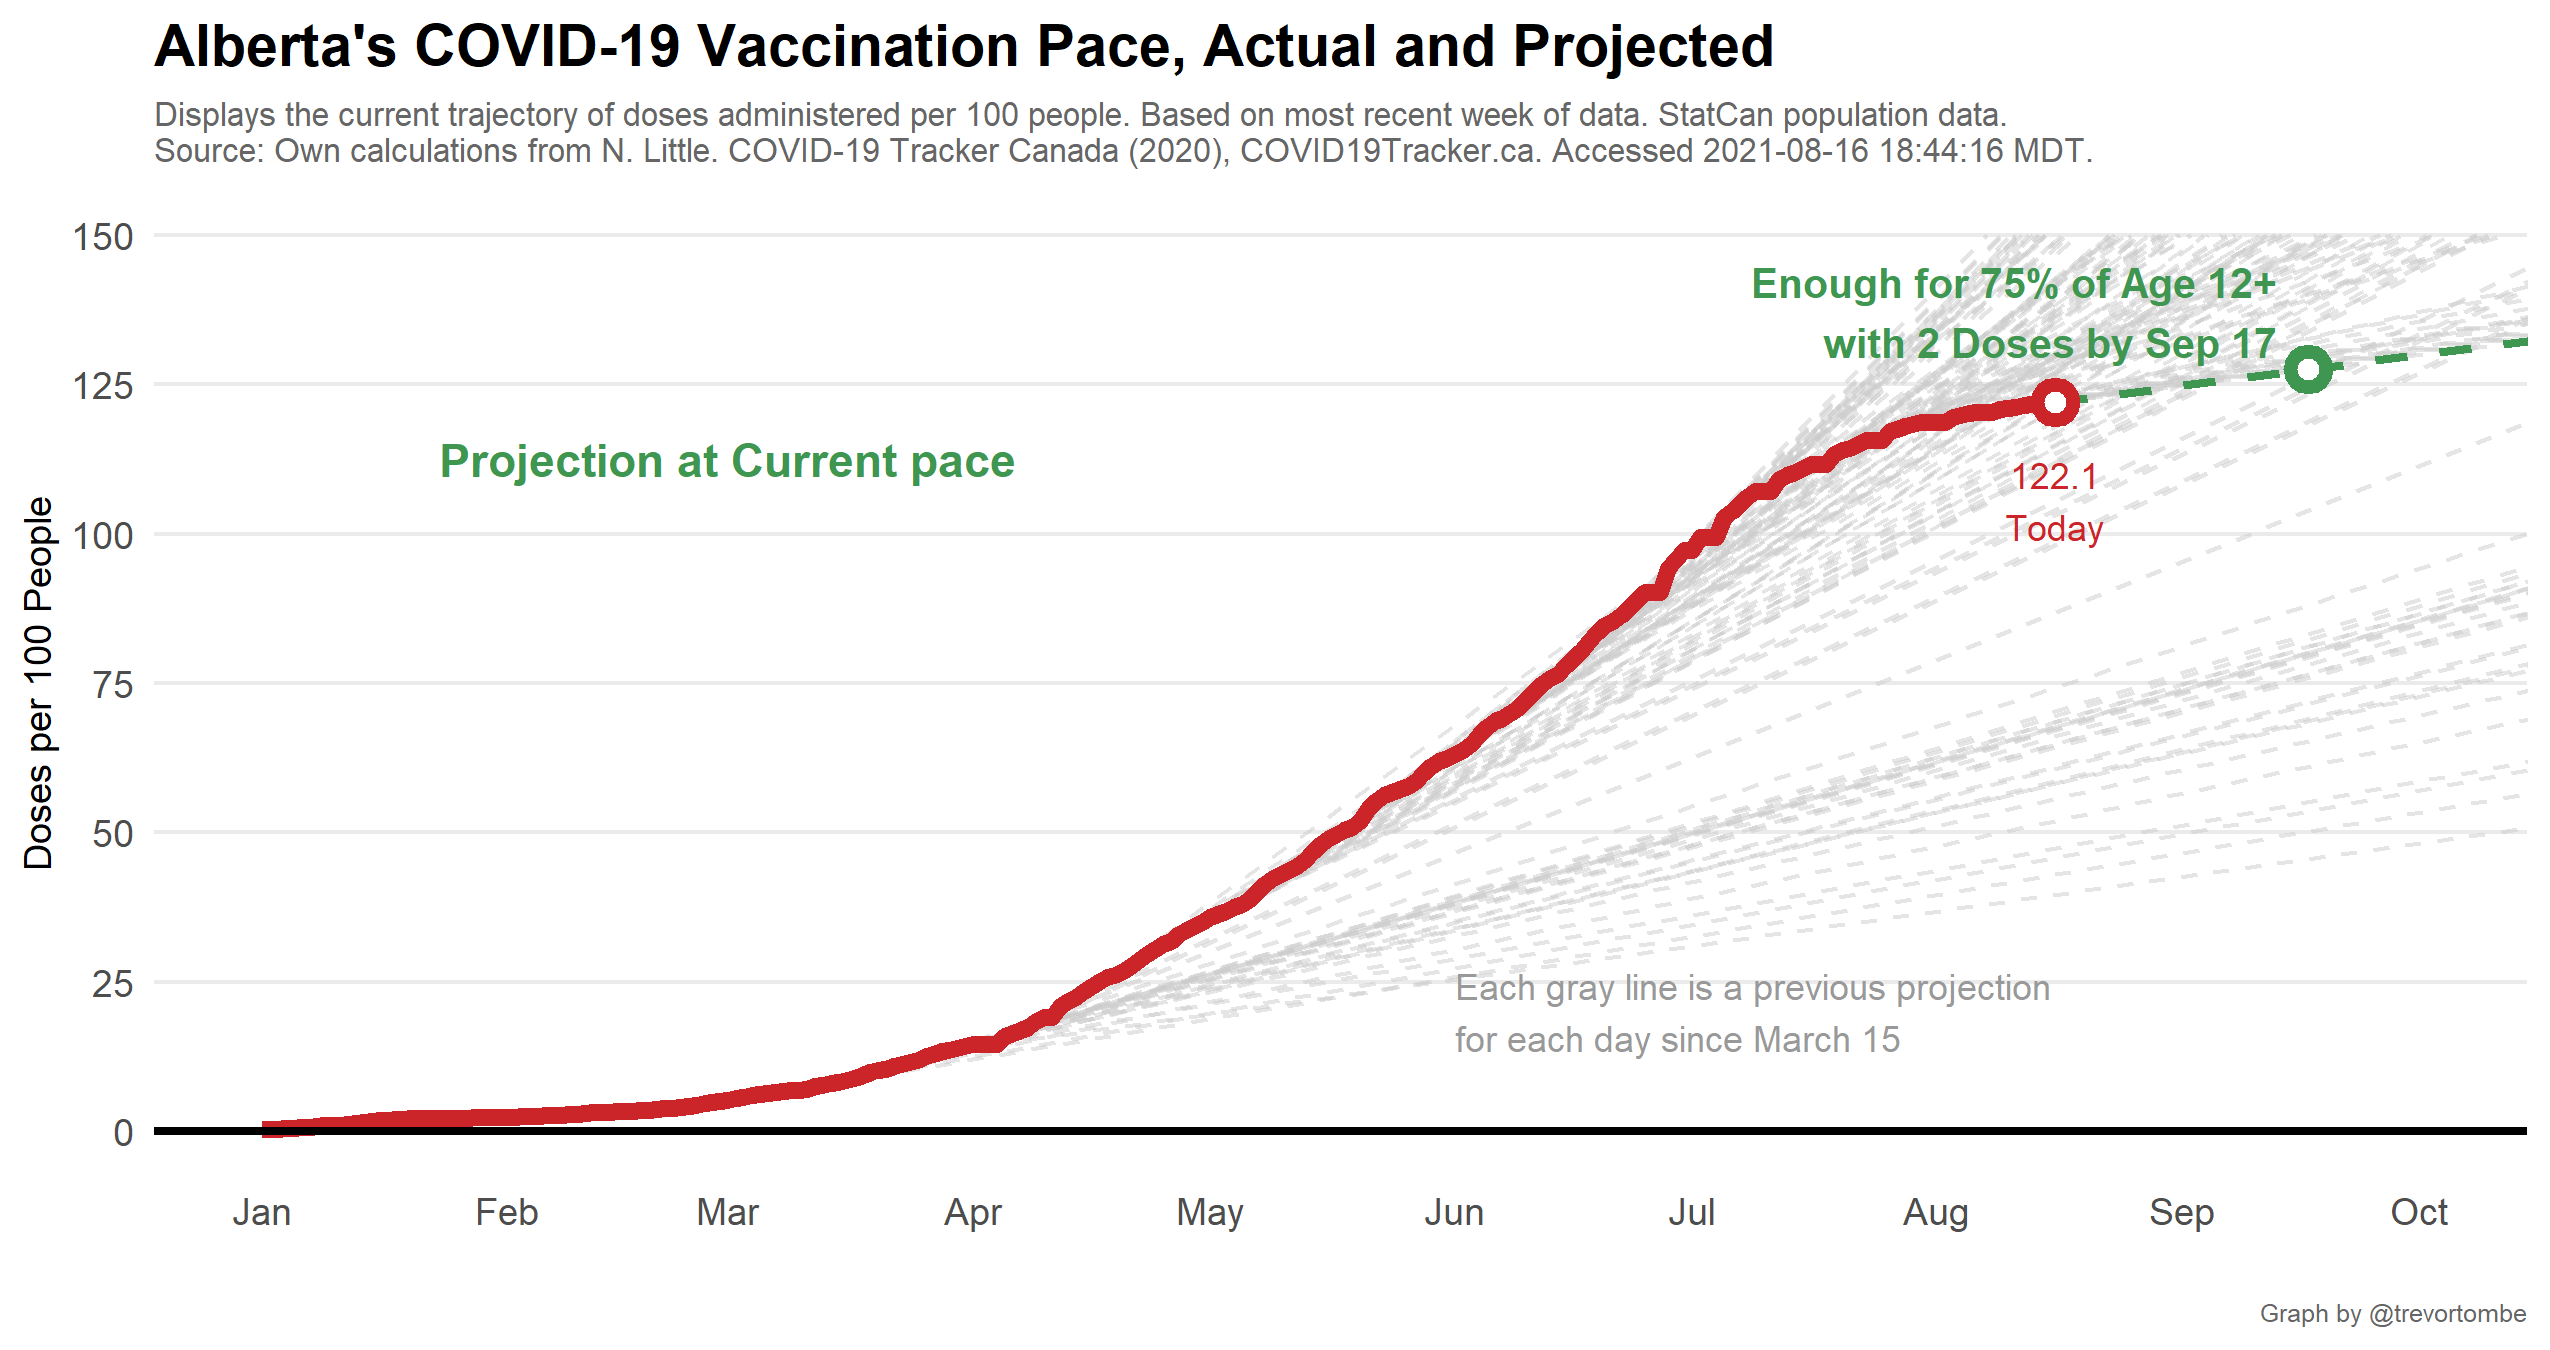 Alberta's COVID-19 Vaccination Pace, Actual and Projected
Displays the current trajectory of doses administered per 100 people. Based on most recent week of data. StatCan population data.
Source: Own calculations from N. Little. COVID-19 Tracker Canada (2020), COVID19Tracker.ca. Accessed 2021-08-16 18:44:16 MDT.
Doses per 100 People
150
125
100
75
50
25
0
Enough for 75% of Age 12+
with 2 Doses by Sep 17
Projection at Current pace
122.1
Today
Each gray line is a previous projection
for each day since March 15
Jan Feb Mar Apr May Jun Jul Aug Sep Oct
Graph by @trevortombe